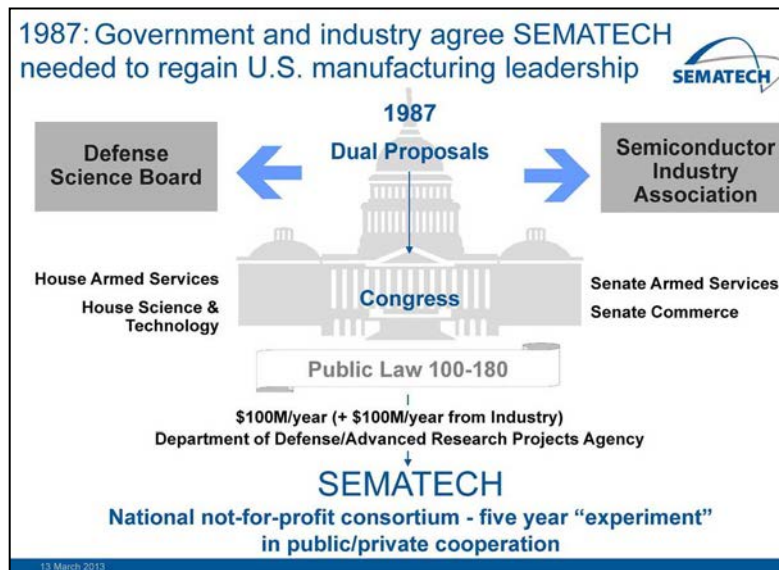 1987: Government and industry agree SEMATECH
needed to regain U.S. manufacturing leadership
SEMATECH
1987
Dual Proposals
Defense
Science Board
Semiconductor
Industry
Association
House Armed Services
House Science &
Technology
Congress
Senate Armed Services
Senate Commerce
Public Law 100-180
$100M/year (+ $100M/year from Industry)
Department of Defense/Advanced Research Projects Agency
SEMATECH
National not-for-profit consortium - five year “experiment”
in public/private cooperation
13 March 2013